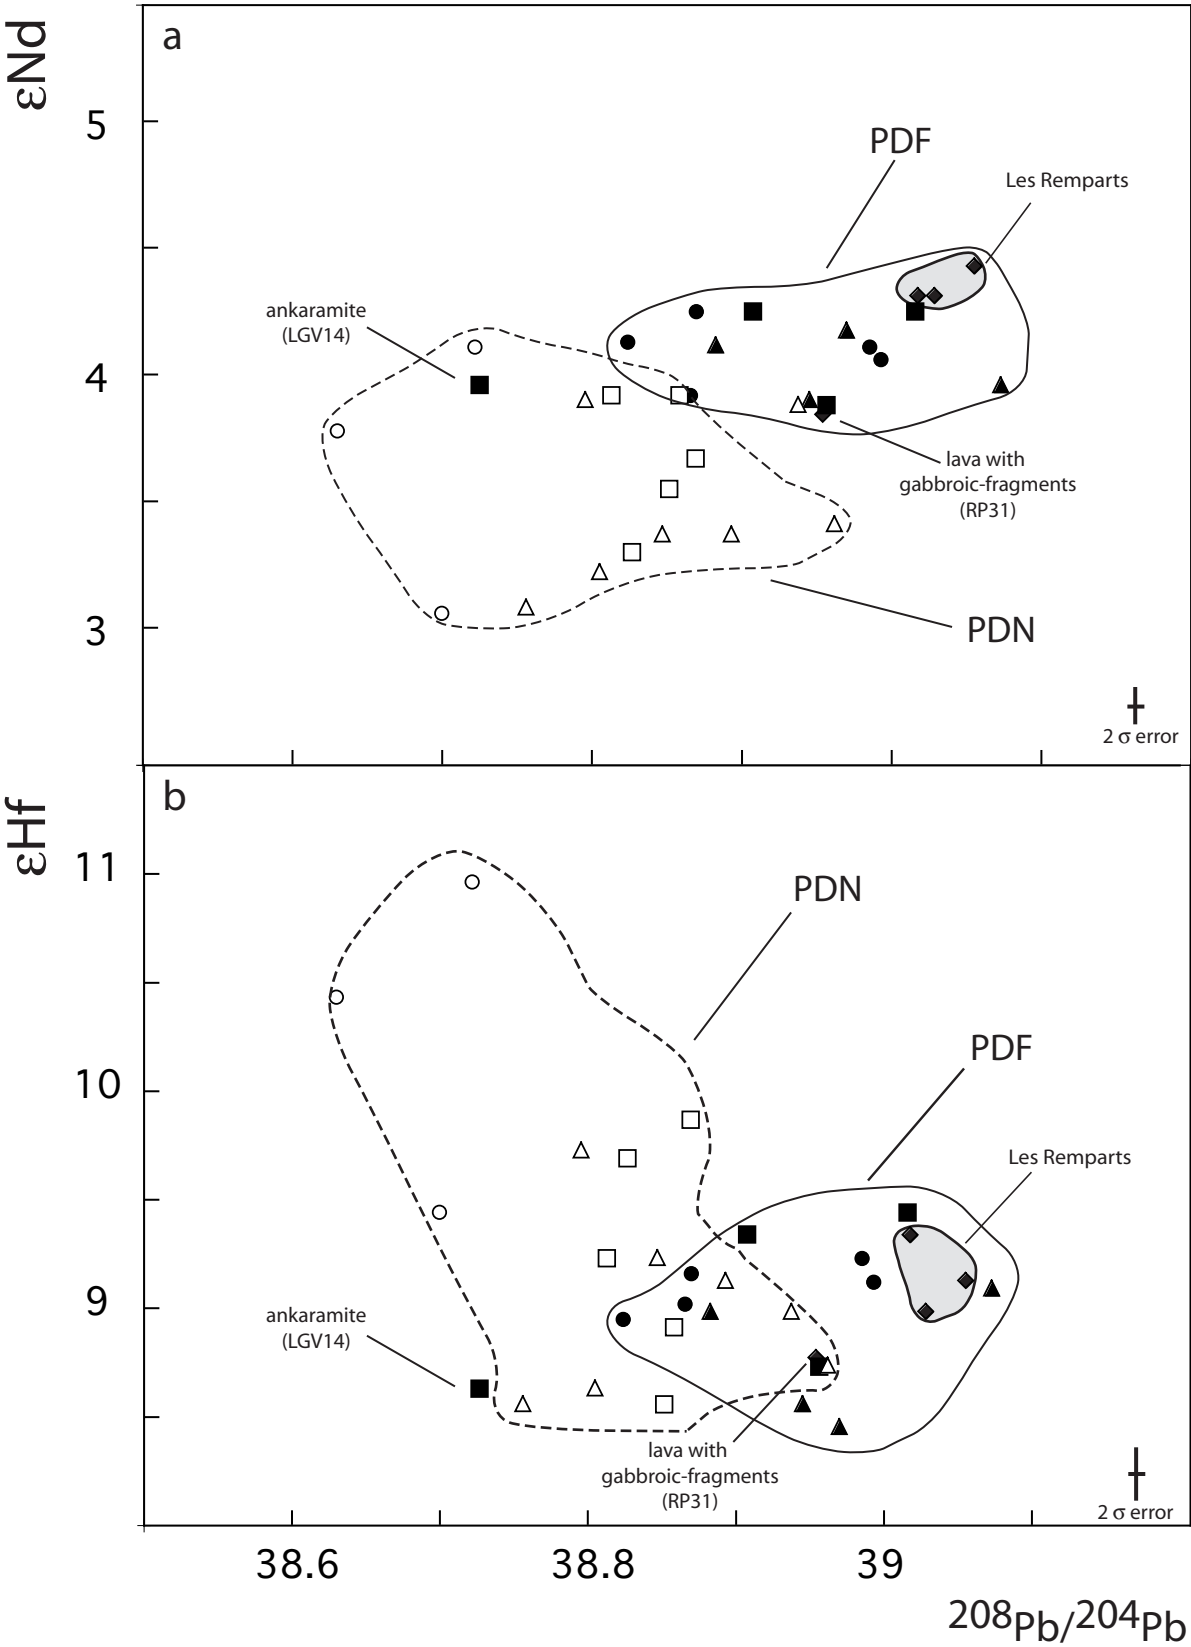 a
εNd
5
PDF
Les Remparts
ankaramite
(LGV14)
4
lava with
gabbroic-fragments
(RP31)
3
PDN
2 σ error
b
εHf
11
PDN
PDF
10
Les Remparts
9
ankaramite
(LGV14)
lava with
gabbroic-fragments
(RP31)
2 σ error
38.6 38.8 39
²⁰⁸Pb/²⁰⁴Pb